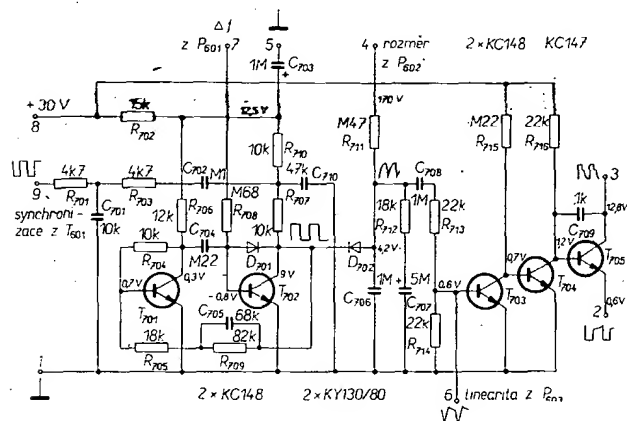 Δ f 5 4 2×KC148 KC147
z P601 7 1M C703 rozměr
z P602
+30 V 15k 12,5 V 170 V
8 R702 M47 M22 22k
10k R711 R715 R716
R710
4k7 4k7 C702 M1 47k C710 C708 3
9 R701 R703 M68 R707 1M 22k 1k 12,8V
synchroni- C701 12k R706 R708 10k 18k R713 C709
zace z T601 10k C704 R712 1,2V T705
10k M22 D701 D702 4,2V 0,7V
R704 0,3V 9V 1M 5M 0,6V T704 2
0,7V -0,8V T702 C706 C707 T703 0,6V
T701 C705 68k 22k
18k 82k R714
1 R705 R709
2×KC148 2×KY130/80 6 linearita z P603